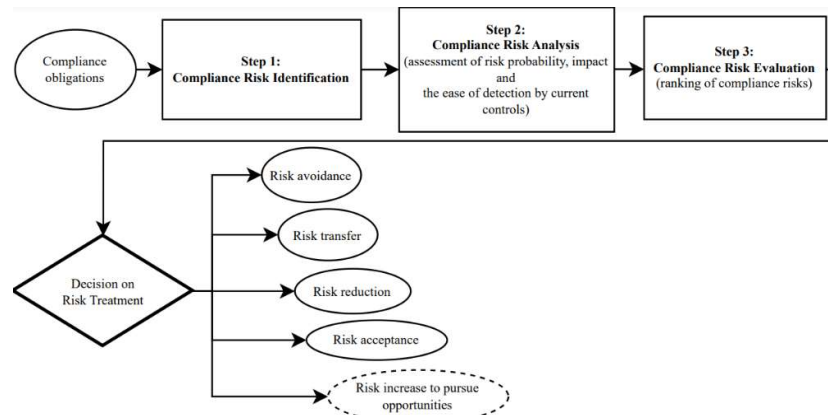 Compliance
obligations
Step 1:
Compliance Risk Identification
Step 2:
Compliance Risk Analysis
(assessment of risk probability, impact
and
the ease of detection by current
controls)
Step 3:
Compliance Risk Evaluation
(ranking of compliance risks)
Decision on
Risk Treatment
Risk avoidance
Risk transfer
Risk reduction
Risk acceptance
Risk increase to pursue
opportunities